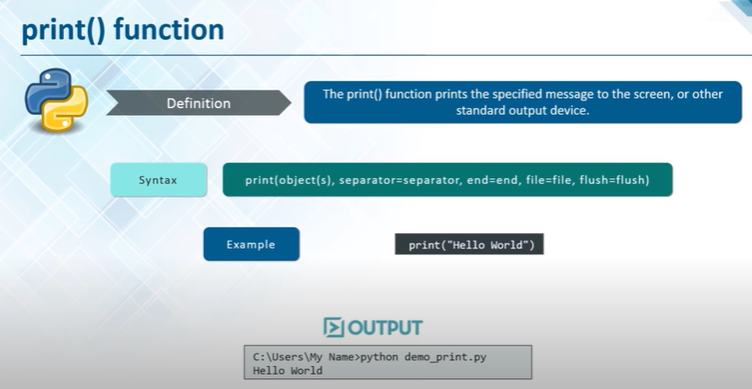 print() function
Definition
The print() function prints the specified message to the screen, or other
standard output device.
Syntax
print(object(s), separator=separator, end=end, file=file, flush=flush)
Example
print("Hello World")
OUTPUT
C:\Users\My Name>python demo_print.py
Hello World